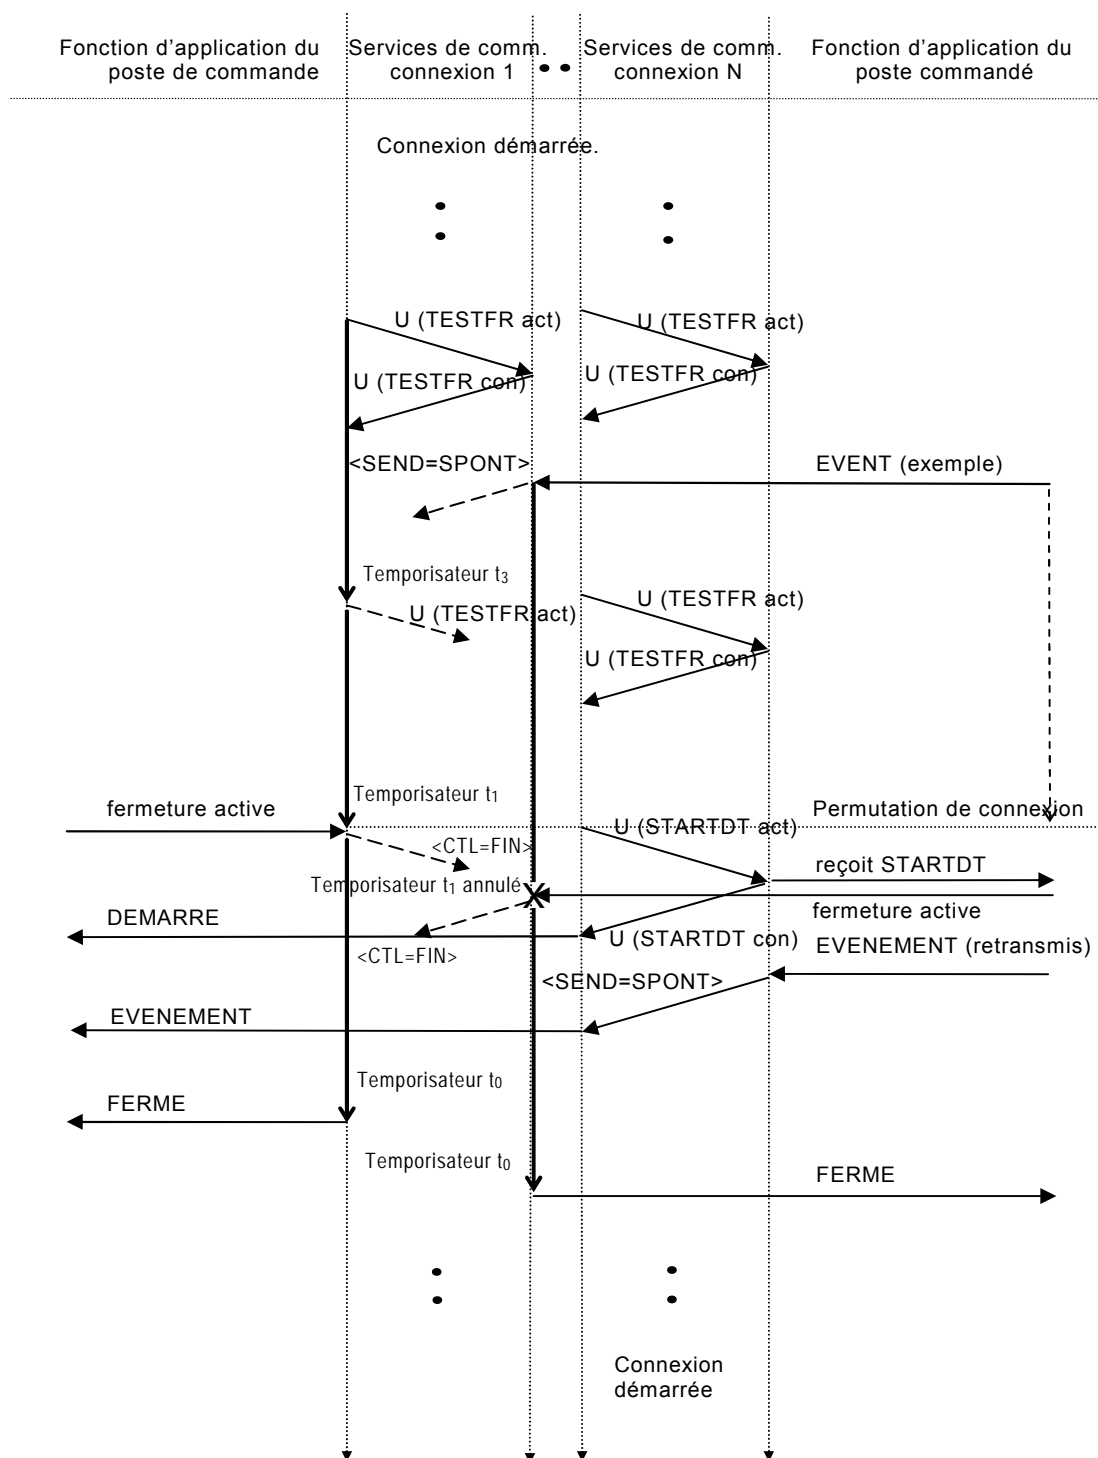 Fonction d'application du
poste de commande
Services de comm.
connexion 1
Services de comm.
connexion N
Fonction d'application du
poste commandé
Connexion démarrée.
U (TESTFR act)
U (TESTFR act)
U (TESTFR con)
U (TESTFR con)
<SEND=SPONT>
EVENT (exemple)
Temporisateur t3
U (TESTFR act)
U (TESTFR act)
U (TESTFR con)
Temporisateur t1
fermeture active
Permutation de connexion
U (STARTDT act)
<CTL=FIN>
reçoit STARTDT
Temporisateur t1 annulé
fermeture active
DEMARRE
U (STARTDT con)
EVENEMENT (retransmis)
<CTL=FIN>
<SEND=SPONT>
EVENEMENT
Temporisateur t0
FERME
Temporisateur t0
FERME
Connexion
démarrée